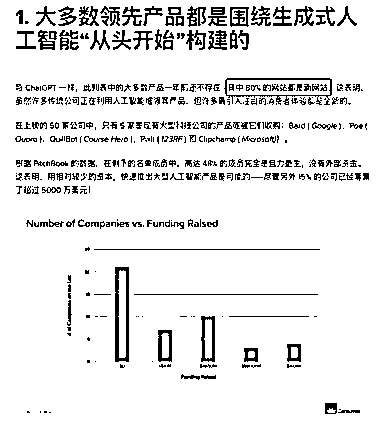 1. 大多数领先产品都是围绕生成式人
工智能“从头开始”构建的
与 ChatGPT 一样，此列表中的大多数产品一年前还不存在，其中 80% 的网站都是新网站。这表明，
虽然许多传统公司正在利用人工智能增强其产品，但许多最引人注目的消费者体验都是全新的。
在上榜的 50 家公司中，只有 5 家是现有大型科技公司的产品或被它们收购：Bard ( Google )、Poe (
Quora )、QuillBot ( Course Hero )、Pixlr ( 123RF) 和 Clipchamp ( Microsoft) 。
根据 PitchBook 的数据，在剩下的名单成员中，高达 48% 的成员完全是自力更生，没有外部资金。
这表明，用相对较少的资本，快速推出大型人工智能产品是可能的——尽管另外 15% 的公司已经筹集
了超过 5000 万美元！
Number of Companies vs. Funding Raised
# of Companies on the List
Funding Raised
Consumer